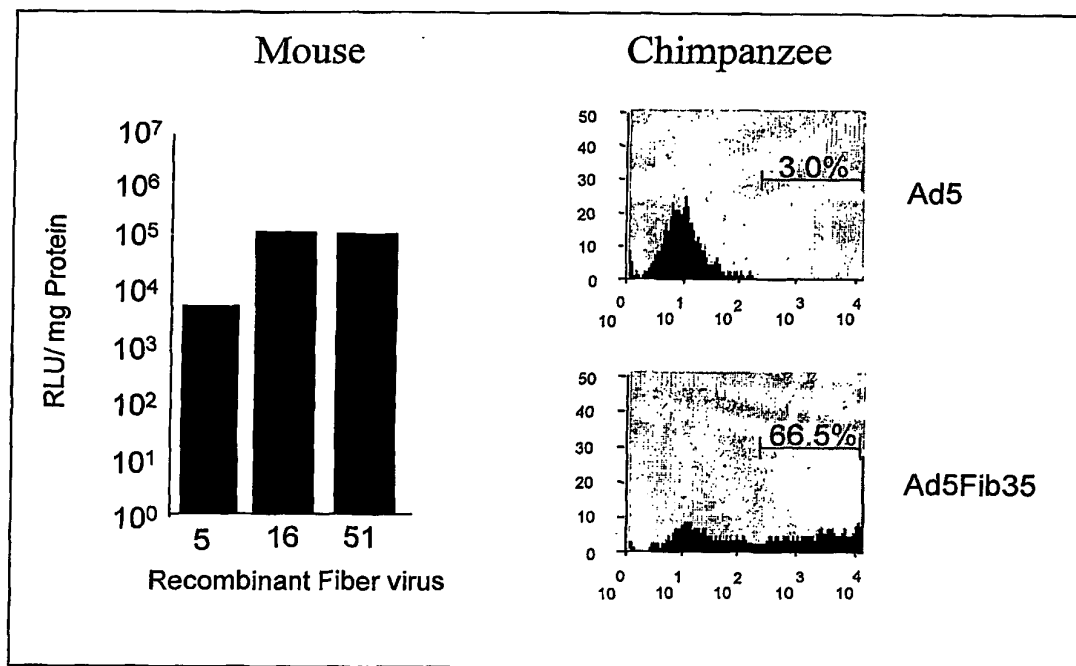 Mouse
RLU/mg Protein
10⁷
10⁶
10⁵
10⁴
10³
10²
10¹
10⁰
5 16 51
Recombinant Fiber virus
Chimpanzee
50
40
30
20
10
0
3.0%
10⁰ 10¹ 10² 10³ 10⁴
Ad5
50
40
30
20
10
0
66.5%
10⁰ 10¹ 10² 10³ 10⁴
Ad5Fib35